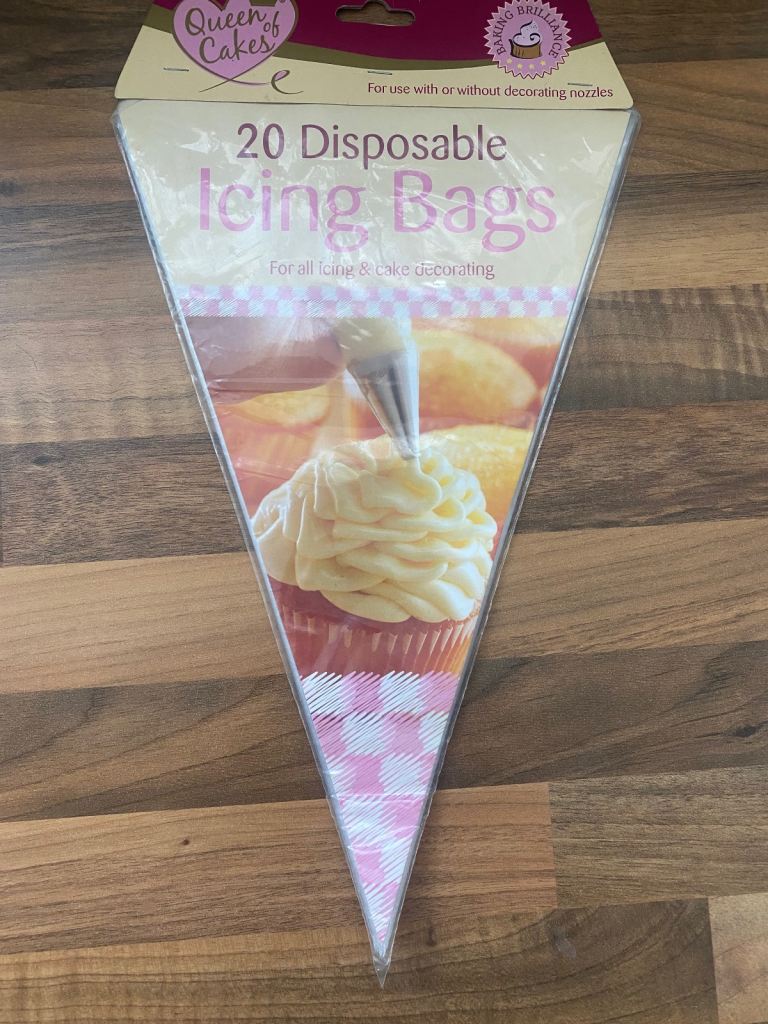 Queen of
Cakes
BAKING BRILLIANCE
For use with or without decorating nozzles
20 Disposable
Icing Bags
For all icing & cake decorating